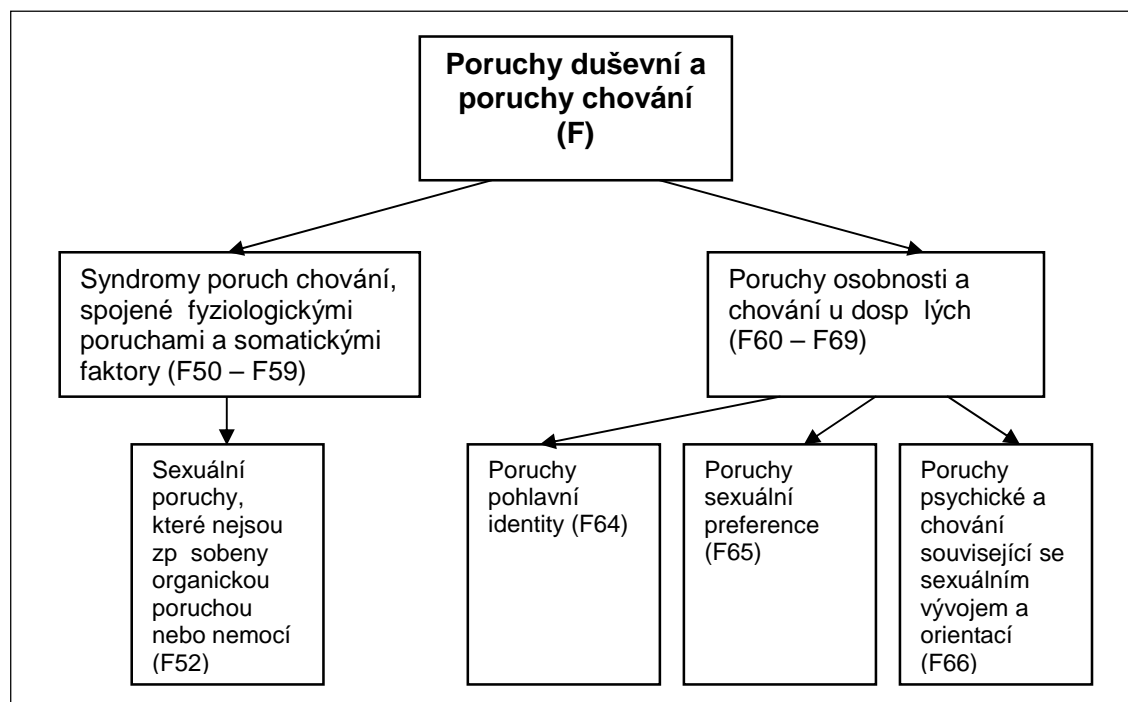 Poruchy duševní a
poruchy chování
(F)
Syndromy poruch chování,
spojené fyziologickými
poruchami a somatickými
faktory (F50 – F59)
Poruchy osobnosti a
chování u dosp lých
(F60 – F69)
Sexuální
poruchy,
které nejsou
zp sobeny
organickou
poruchou
nebo nemocí
(F52)
Poruchy
pohlavní
identity (F64)
Poruchy
sexuální
preference
(F65)
Poruchy
psychické a
chování
související se
sexuálním
vývojem a
orientací
(F66)